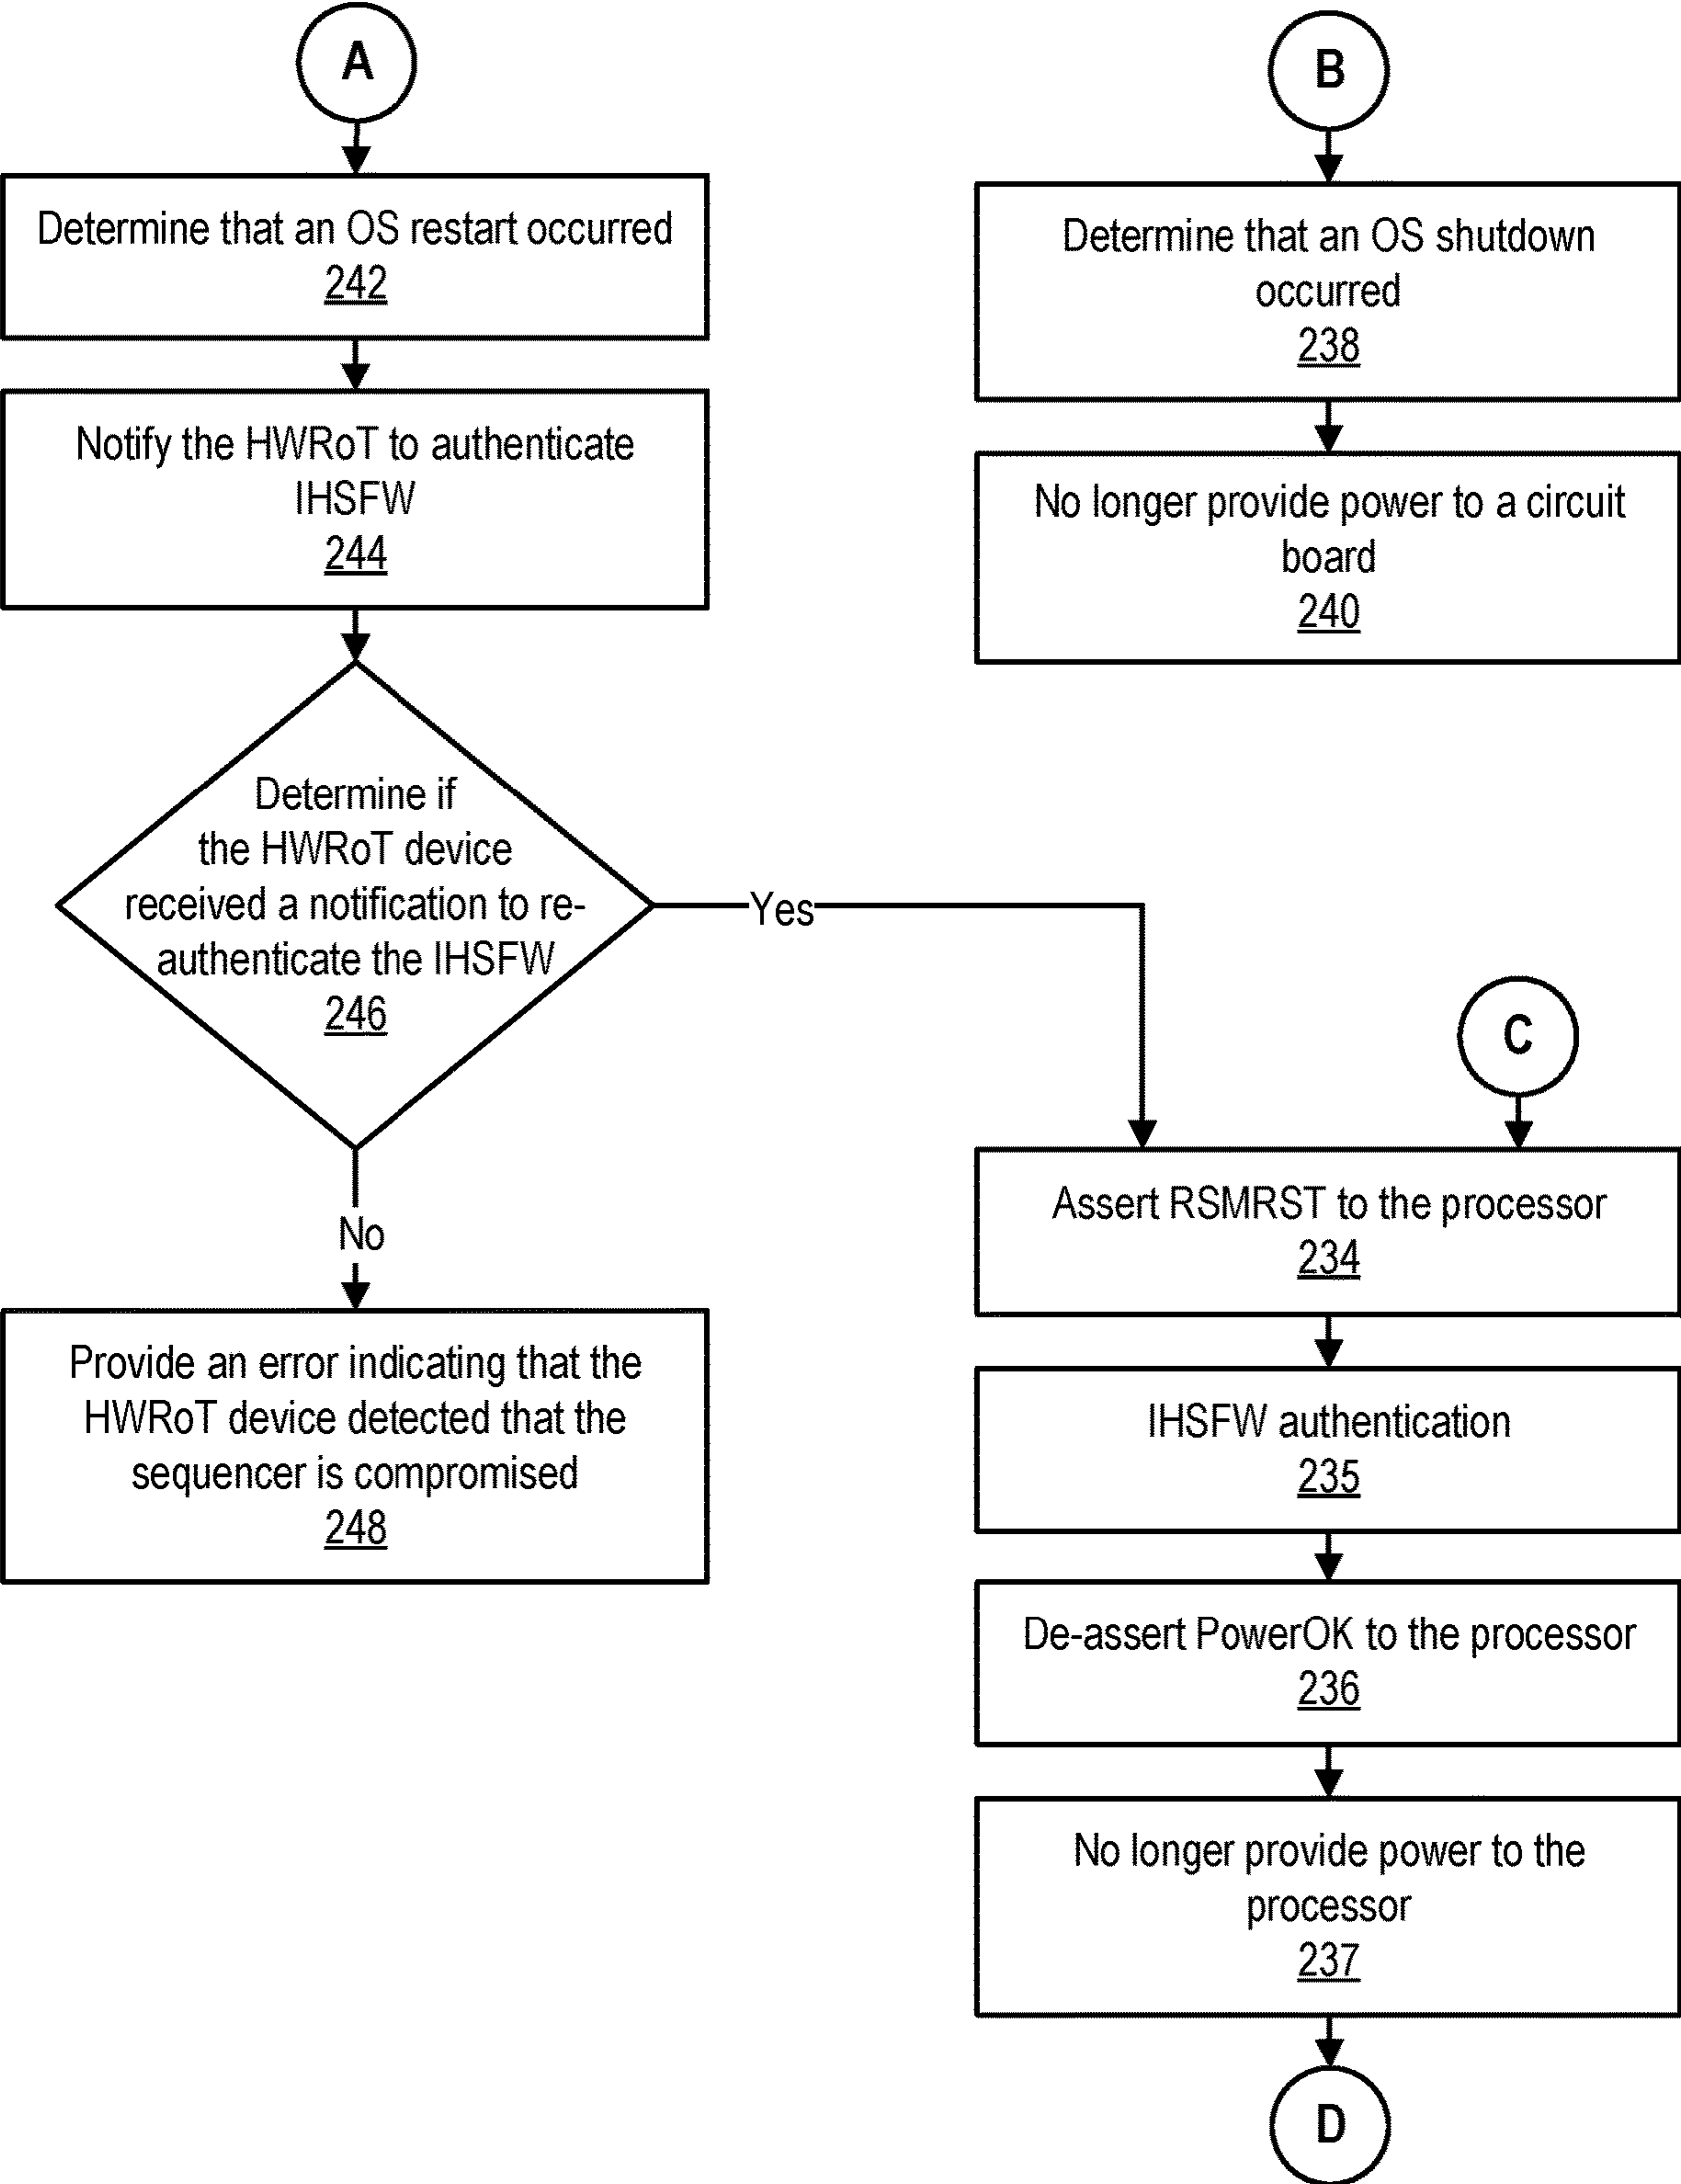 A
Determine that an OS restart occurred
242
Notify the HWRoT to authenticate
IHSFW
244
Determine if
the HWRoT device
received a notification to re-
authenticate the IHSFW
246
Yes
No
Provide an error indicating that the
HWRoT device detected that the
sequencer is compromised
248
B
Determine that an OS shutdown
occurred
238
No longer provide power to a circuit
board
240
C
Assert RSMRST to the processor
234
IHSFW authentication
235
De-assert PowerOK to the processor
236
No longer provide power to the
processor
237
D